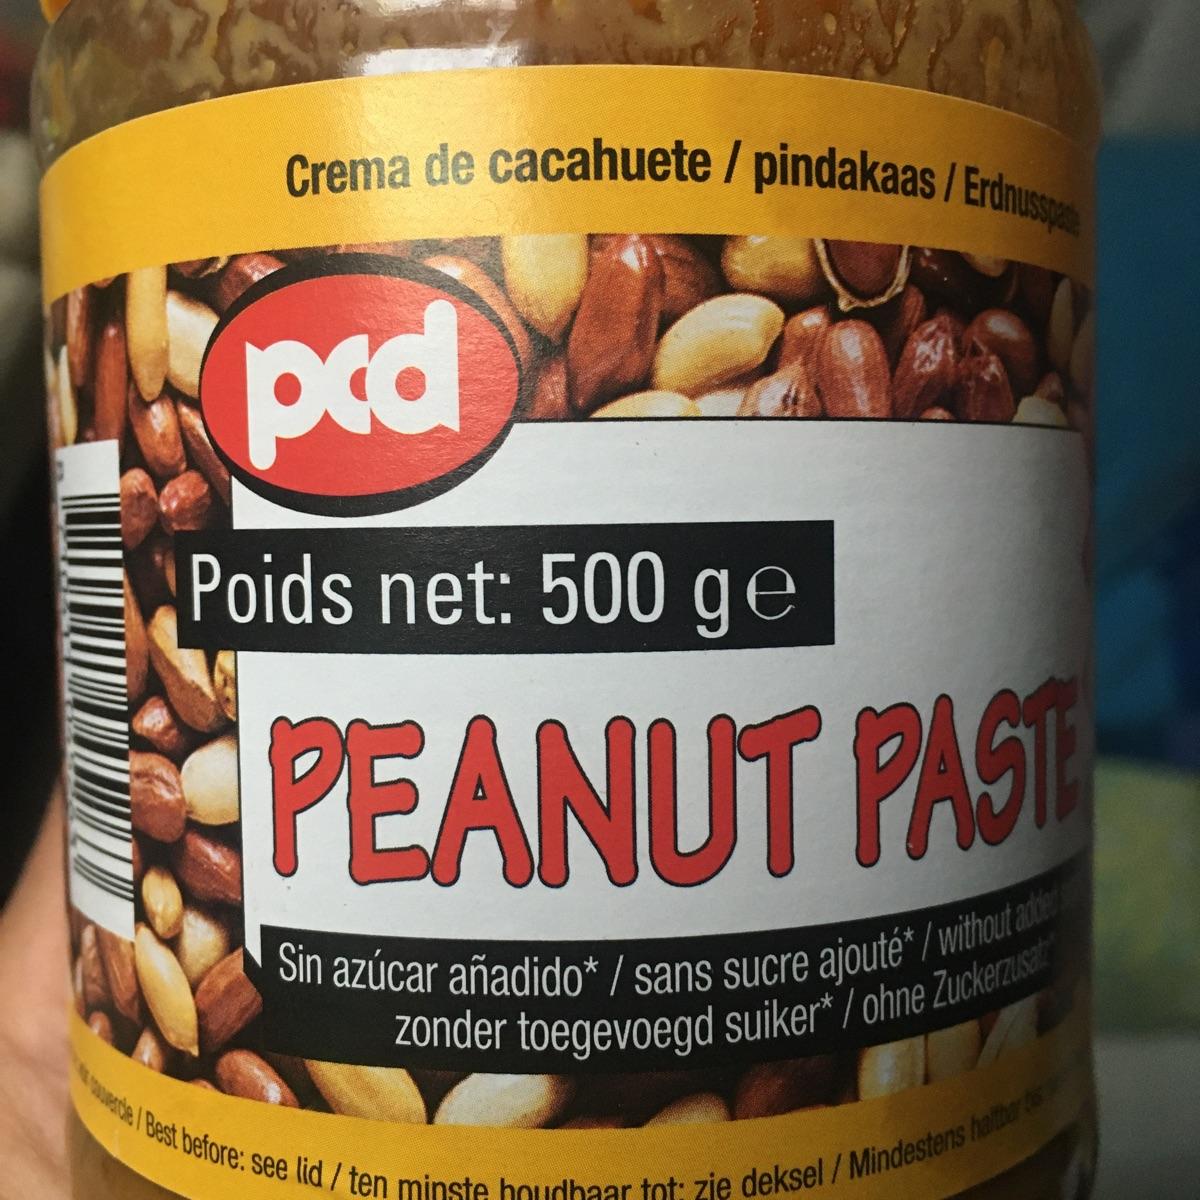 Crema de cacahuete / pindakaas / Erdnusspaste
pcd
Poids net: 500 g e
PEANUT PASTE
Sin azúcar añadido* / sans sucre ajouté* / without added
zonder toegevoegd suiker* / ohne Zuckerzusatz*
couvercle / Best before: see lid / ten minste houdbaar tot: zie deksel / Mindestens haltbar bis